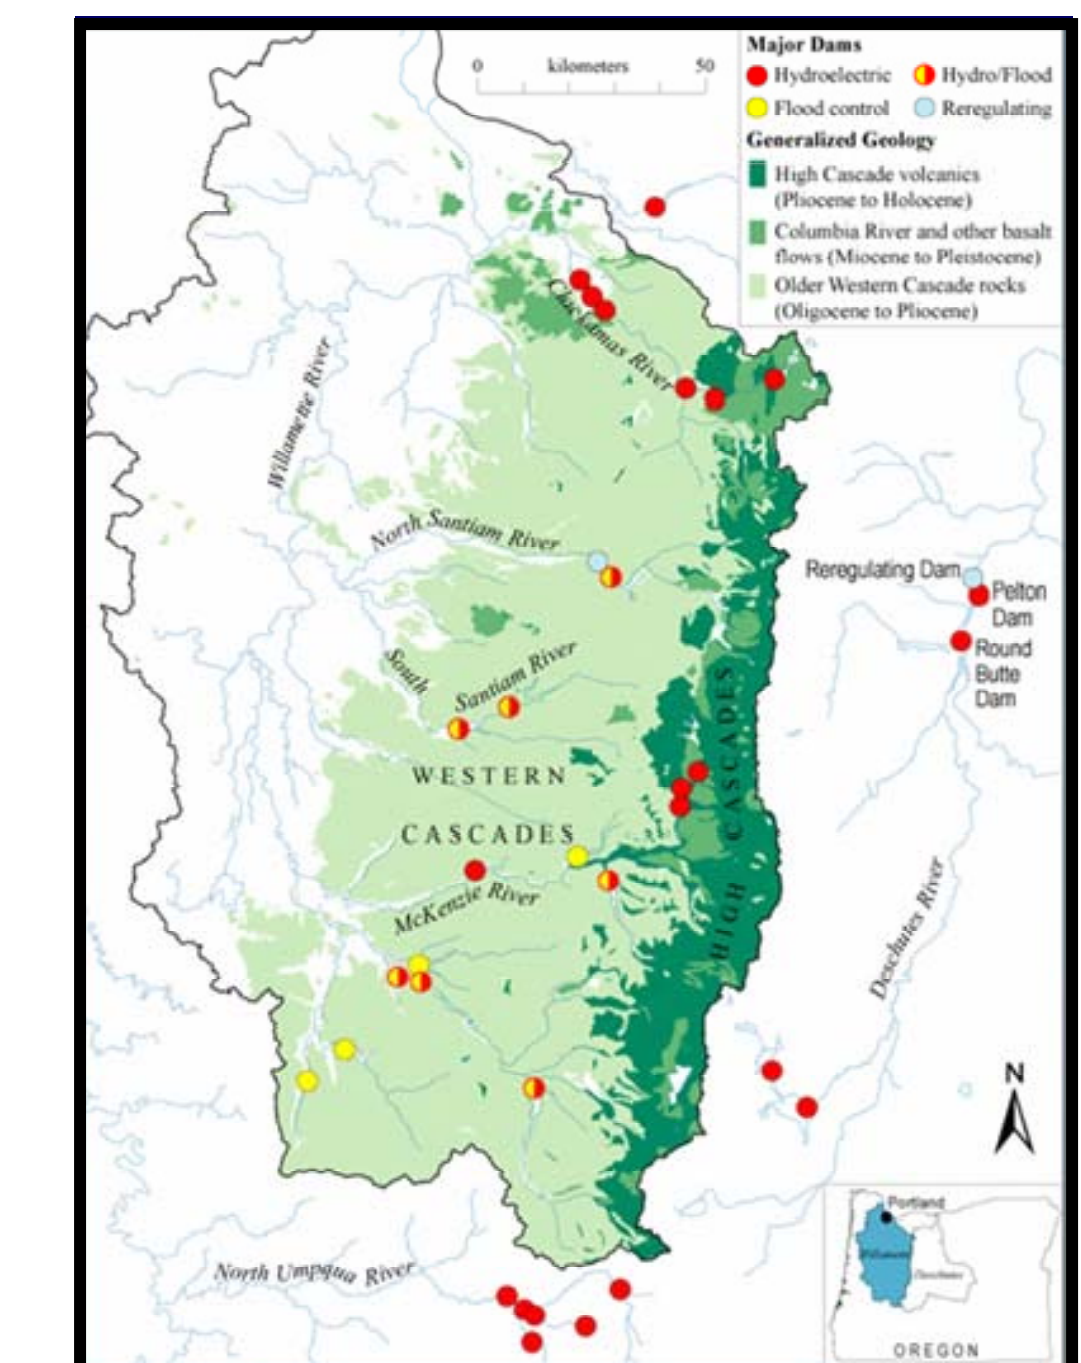 Major Dams
Hydroelectric
Hydro/Flood
Flood control
Reregulating
Generalized Geology
High Cascade volcanics
(Pliocene to Holocene)
Columbia River and other basalt
flows (Miocene to Pleistocene)
Older Western Cascade rocks
(Oligocene to Pliocene)
0 kilometers 50
Clackamas River
Willamette River
North Santiam River
Reregulating Dam
Pelton
Dam
Round
Butte
Dam
South
Santiam River
WESTERN
CASCADES
HIGH CASCADES
McKenzie River
Deschutes River
N
North Umpqua River
Portland
Willamette
Deschutes
OREGON